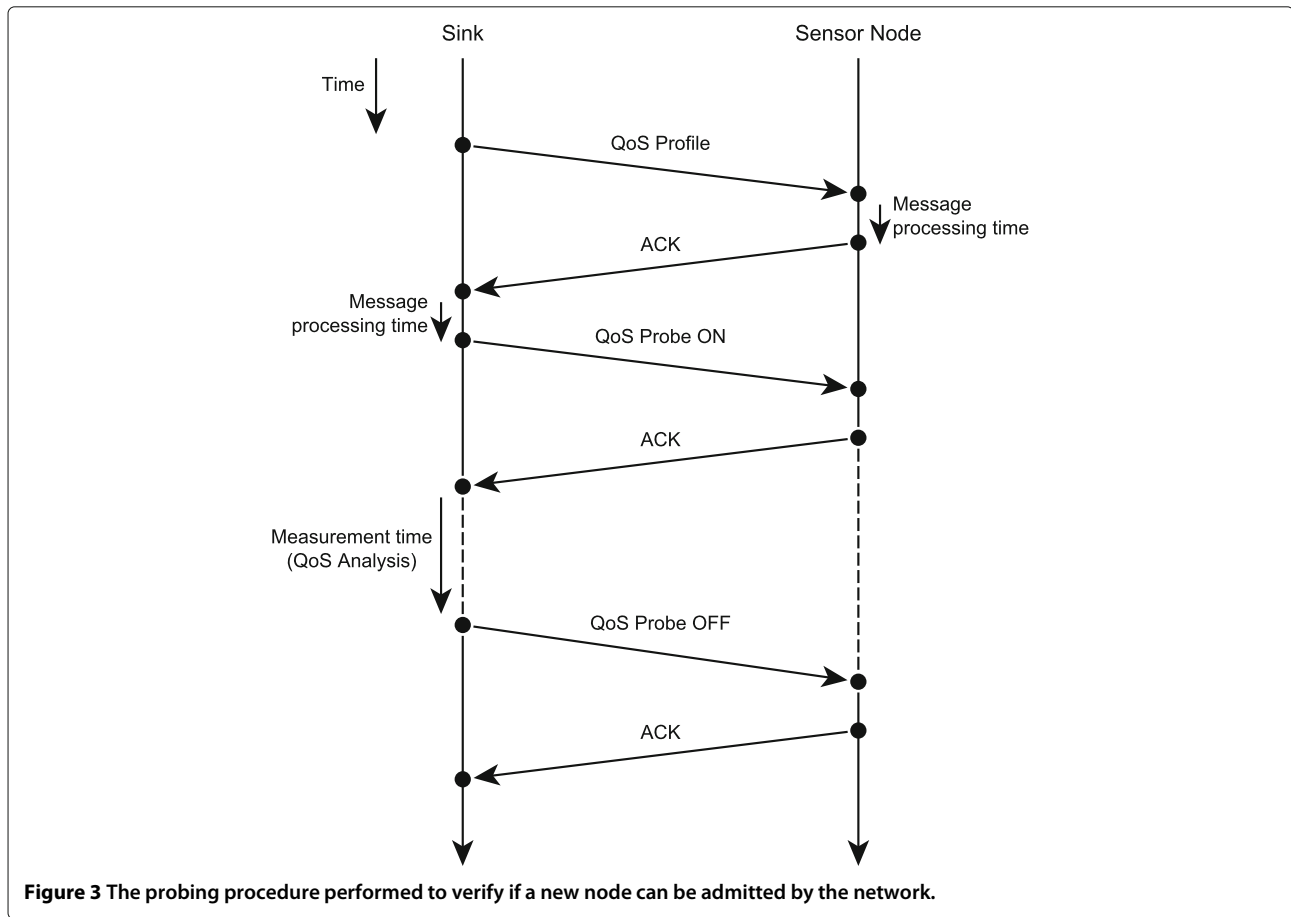 Sink
Sensor Node
Time
QoS Profile
Message
processing time
ACK
Message
processing time
QoS Probe ON
ACK
Measurement time
(QoS Analysis)
QoS Probe OFF
ACK
Figure 3 The probing procedure performed to verify if a new node can be admitted by the network.